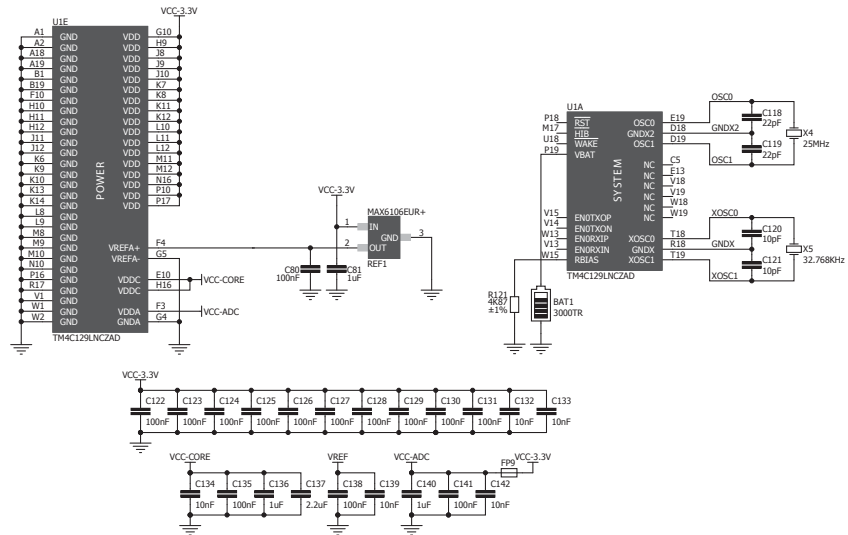 VCC-3.3V
U1E
A1 GND VDD G10
A2 GND VDD H9
A18 GND VDD J8
A19 GND VDD J9
B1 GND VDD J10
B19 GND VDD K7
F10 GND VDD K8
H10 GND VDD K11
H11 GND VDD K12
H12 GND VDD L10
J11 GND VDD L11
J12 GND VDD L12
K6 GND VDD M11
K9 GND VDD M12
K10 GND VDD N16
K13 GND VDD P10
K14 GND VDD P17
L8 GND
L9 GND
M8 GND
M9 GND VREFA+ F4
M10 GND VREFA- G5
N10 GND
P16 GND VDDC E10 VCC-CORE
R17 GND VDDC H16
V1 GND
W1 GND VDDA F3 VCC-ADC
W2 GND GNDA G4
POWER
TM4C129LNCZAD
VCC-3.3V
MAX6106EUR+
1 IN
GND 3
2 OUT
REF1
C80
100nF
C81
1uF
U1A
P18 RST OSC0 E19 OSC0
M17 HIB GNDX2 D18 GNDX2
U18 WAKE OSC1 D19 OSC1
P19 VBAT
NC C5
NC E13
NC V18
NC V19
NC W18
V15 EN0TXOP NC W19
V14 EN0TXON
W13 EN0RXIP XOSC0 T18 XOSC0
V13 EN0RXIN GNDX R18 GNDX
W15 RBIAS XOSC1 T19 XOSC1
SYSTEM
TM4C129LNCZAD
C118
22pF
C119
22pF
X4
25MHz
C120
10pF
C121
10pF
X5
32.768KHz
R121
4K87
±1%
BAT1
3000TR
VCC-3.3V
C122 C123 C124 C125 C126 C127 C128 C129 C130 C131 C132 C133
100nF 100nF 100nF 100nF 100nF 100nF 100nF 100nF 100nF 100nF 10nF 10nF
VCC-CORE VREF VCC-ADC FP9 VCC-3.3V
C134 C135 C136 C137 C138 C139 C140 C141 C142
10nF 100nF 1uF 2.2uF 100nF 10nF 1uF 100nF 10nF